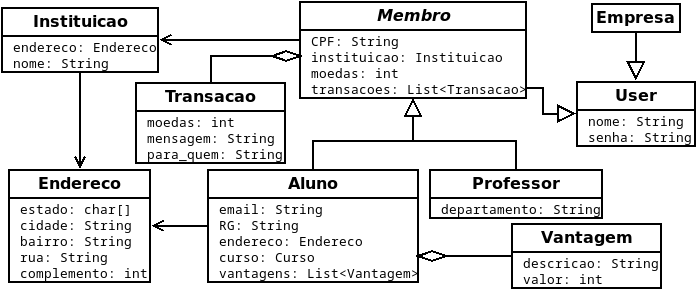 Instituicao
endereco: Endereco
nome: String
Membro
CPF: String
instituicao: Instituicao
moedas: int
transacoes: List<Transacao>
Empresa
User
nome: String
senha: String
Transacao
moedas: int
mensagem: String
para_quem: String
Endereco
estado: char[]
cidade: String
bairro: String
rua: String
complemento: int
Aluno
email: String
RG: String
endereco: Endereco
curso: Curso
vantagens: List<Vantagem>
Professor
departamento: String
Vantagem
descricao: String
valor: int